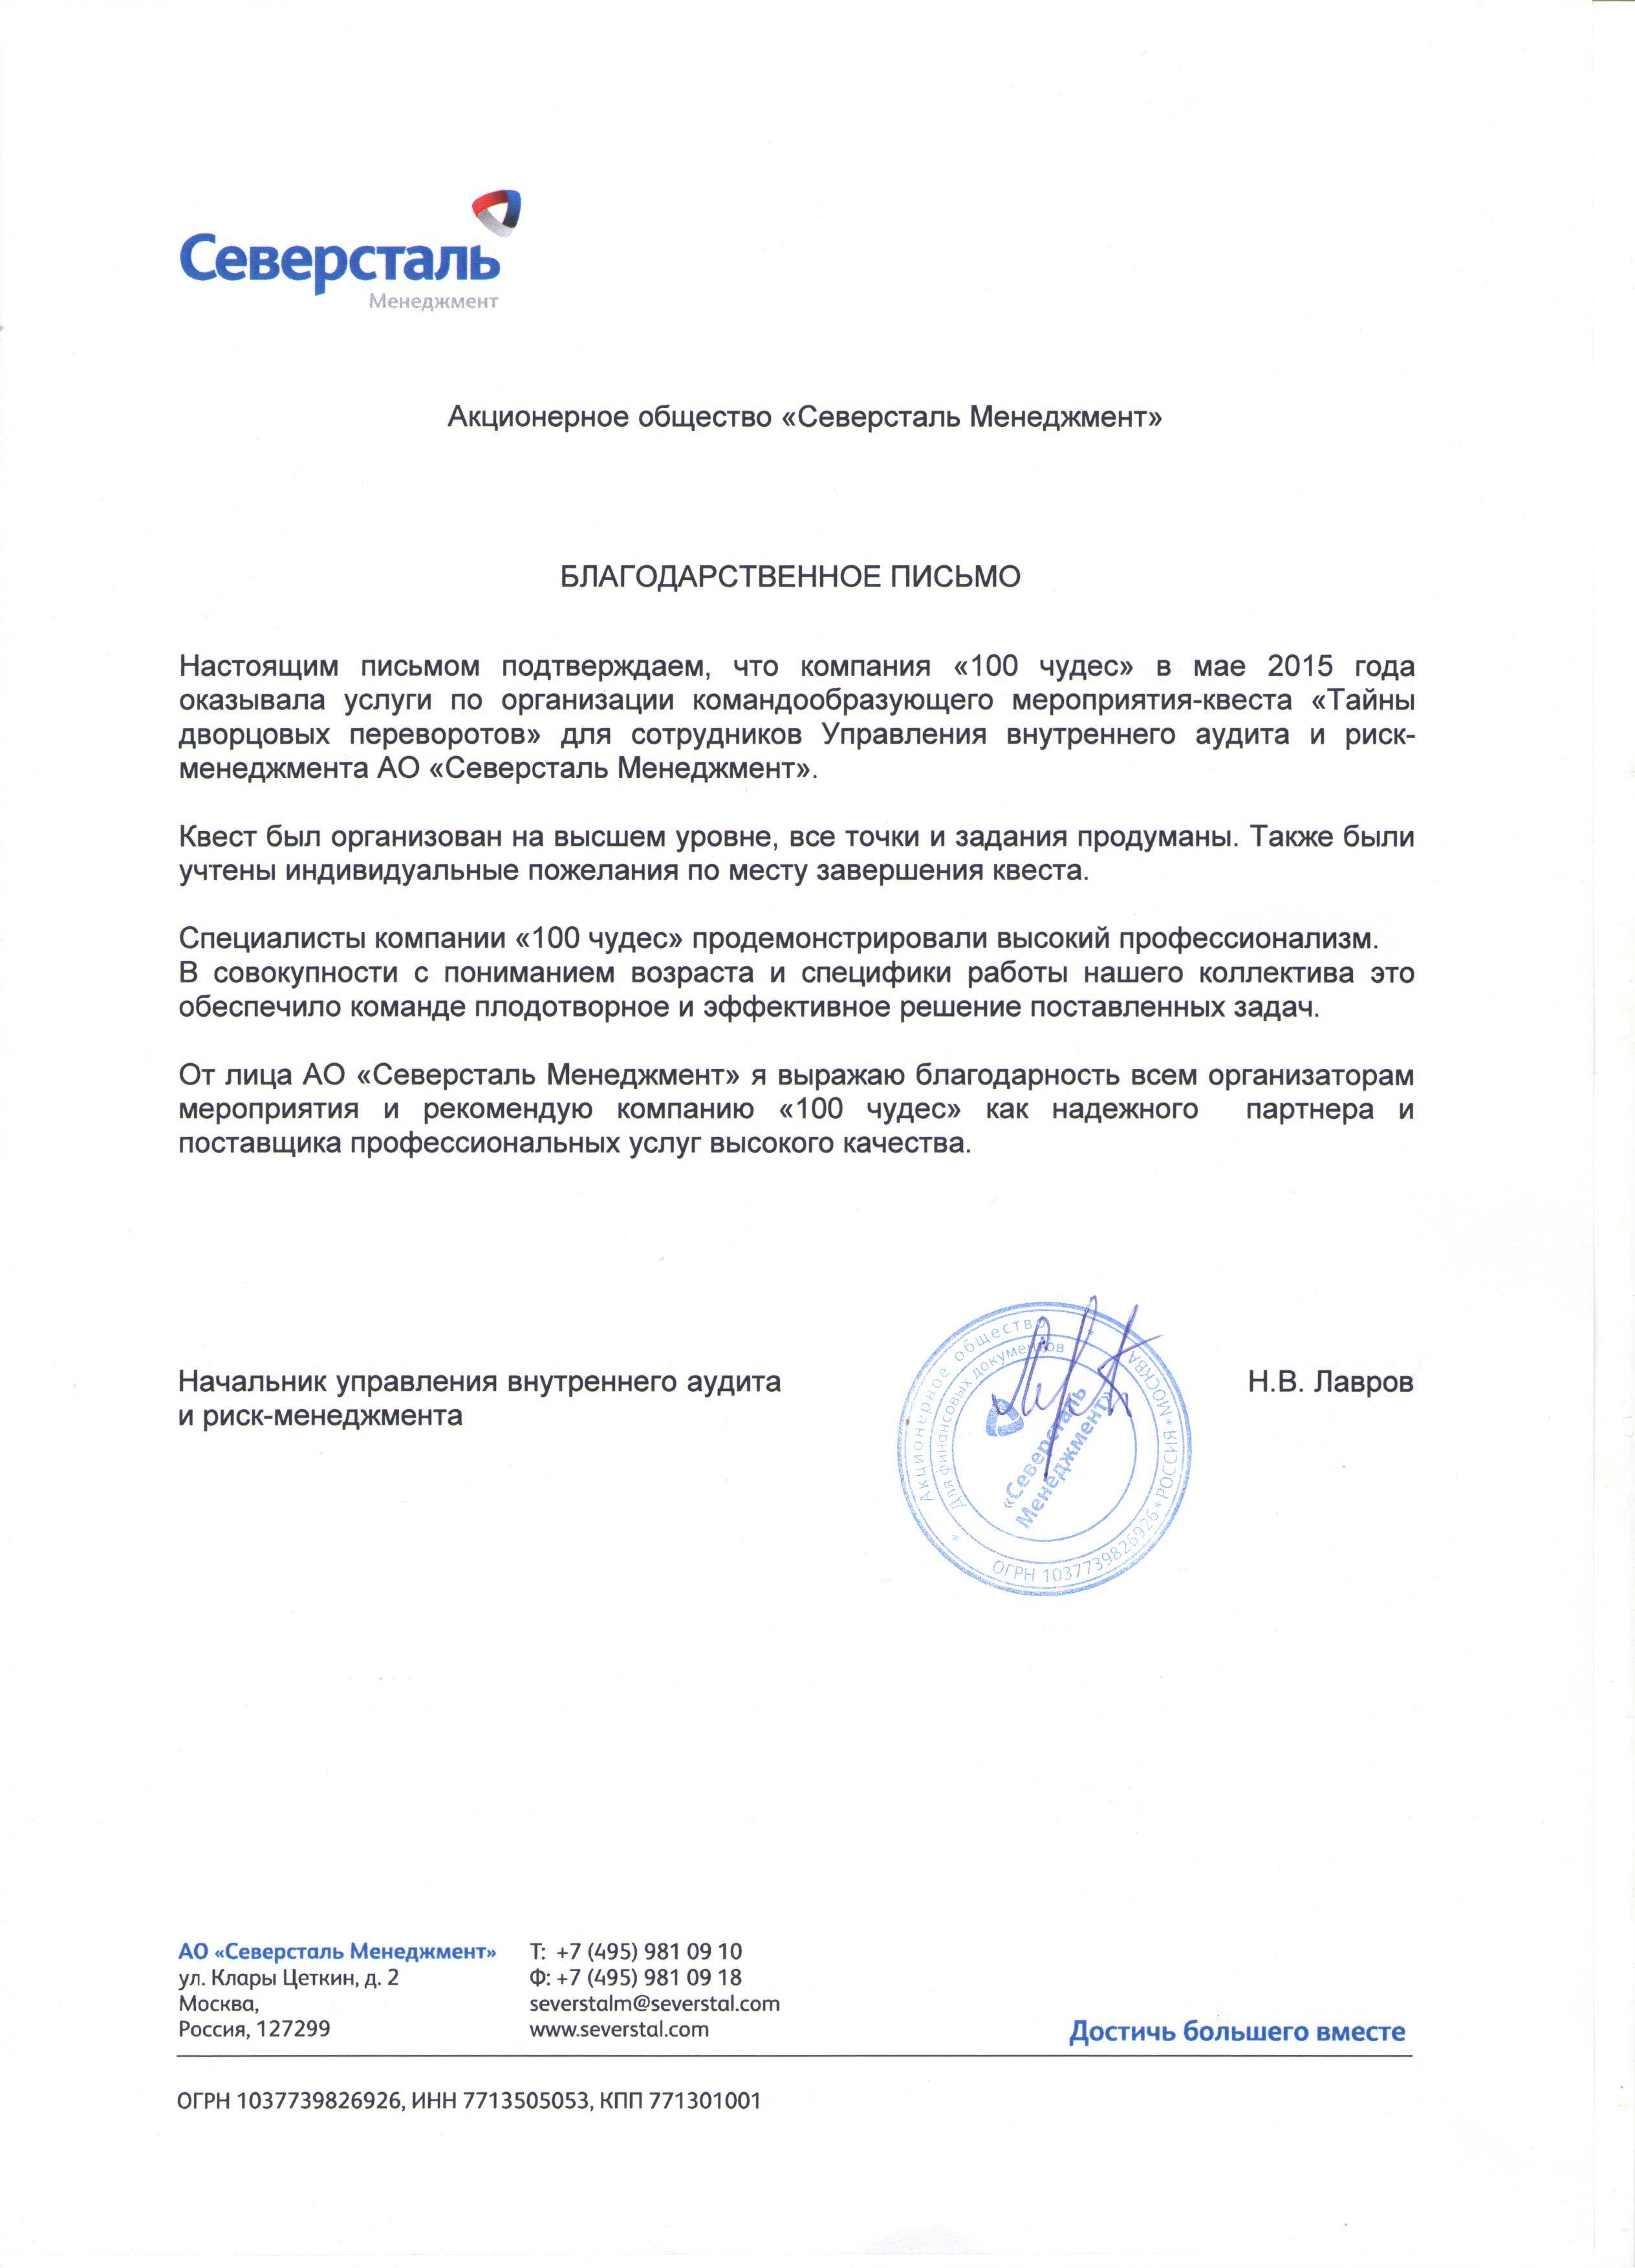 Северсталь
Менеджмент
Акционерное общество «Северсталь Менеджмент»
БЛАГОДАРСТВЕННОЕ ПИСЬМО
Настоящим письмом подтверждаем, что компания «100 чудес» в мае 2015 года
оказывала услуги по организации командообразующего мероприятия-квеста «Тайны
дворцовых переворотов» для сотрудников Управления внутреннего аудита и риск-
менеджмента АО «Северсталь Менеджмент».
Квест был организован на высшем уровне, все точки и задания продуманы. Также были
учтены индивидуальные пожелания по месту завершения квеста.
Специалисты компании «100 чудес» продемонстрировали высокий профессионализм.
В совокупности с пониманием возраста и специфики работы нашего коллектива это
обеспечило команде плодотворное и эффективное решение поставленных задач.
От лица АО «Северсталь Менеджмент» я выражаю благодарность всем организаторам
мероприятия и рекомендую компанию «100 чудес» как надежного партнера и
поставщика профессиональных услуг высокого качества.
Начальник управления внутреннего аудита
и риск-менеджмента
Акционерное общество * МОСКВА * РОССИЯ * ОГРН 1037739826926 *
Для финансовых документов
«Северсталь
Менеджмент»
Н.В. Лавров
АО «Северсталь Менеджмент»
ул. Клары Цеткин, д. 2
Москва,
Россия, 127299
Т: +7 (495) 981 09 10
Ф: +7 (495) 981 09 18
severstalm@severstal.com
www.severstal.com
Достичь большего вместе
ОГРН 1037739826926, ИНН 7713505053, КПП 771301001